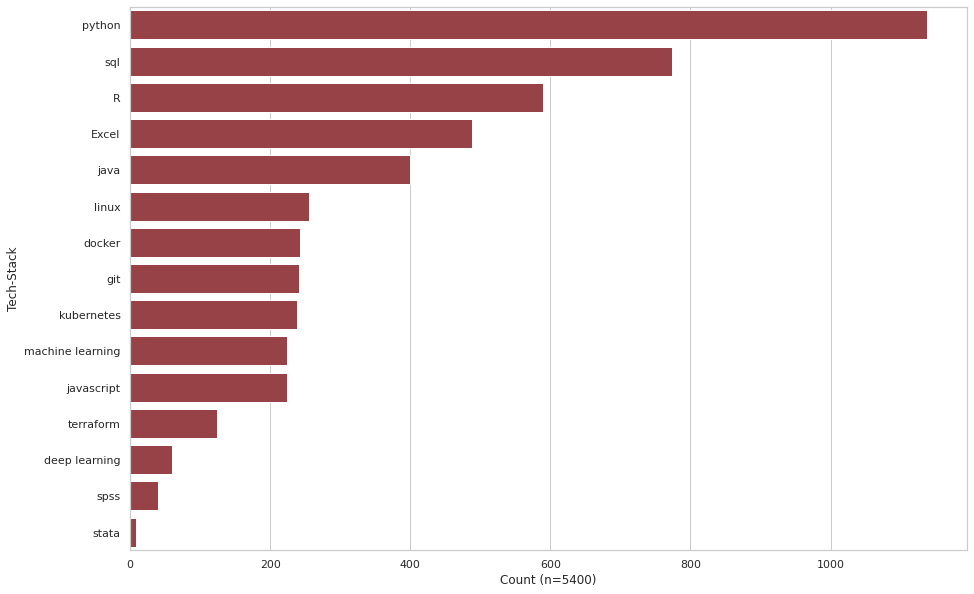 python
sql
R
Excel
java
linux
docker
git
kubernetes
machine learning
javascript
terraform
deep learning
spss
stata
Tech-Stack
0 200 400 600 800 1000
Count (n=5400)